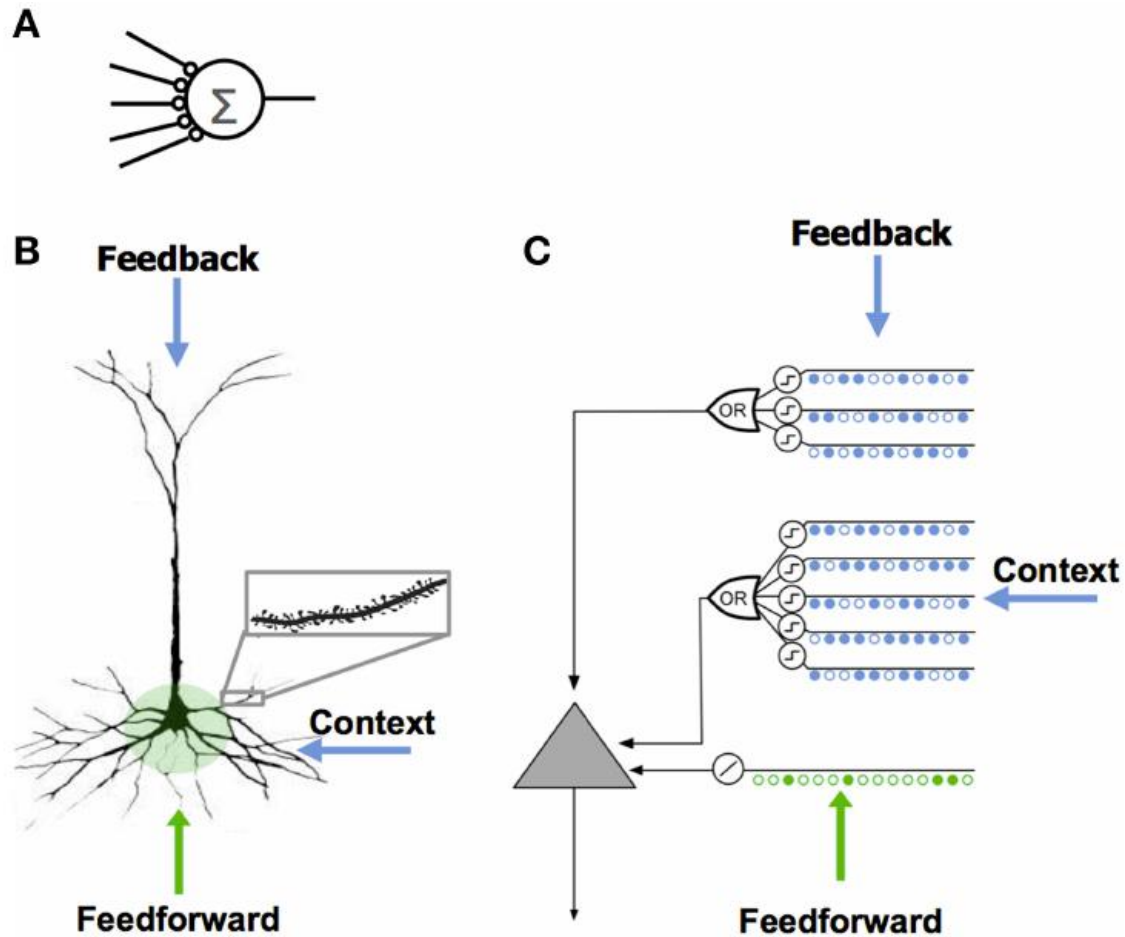 A
Σ
B
Feedback
Context
Feedforward
C
Feedback
OR
OR
Context
Feedforward